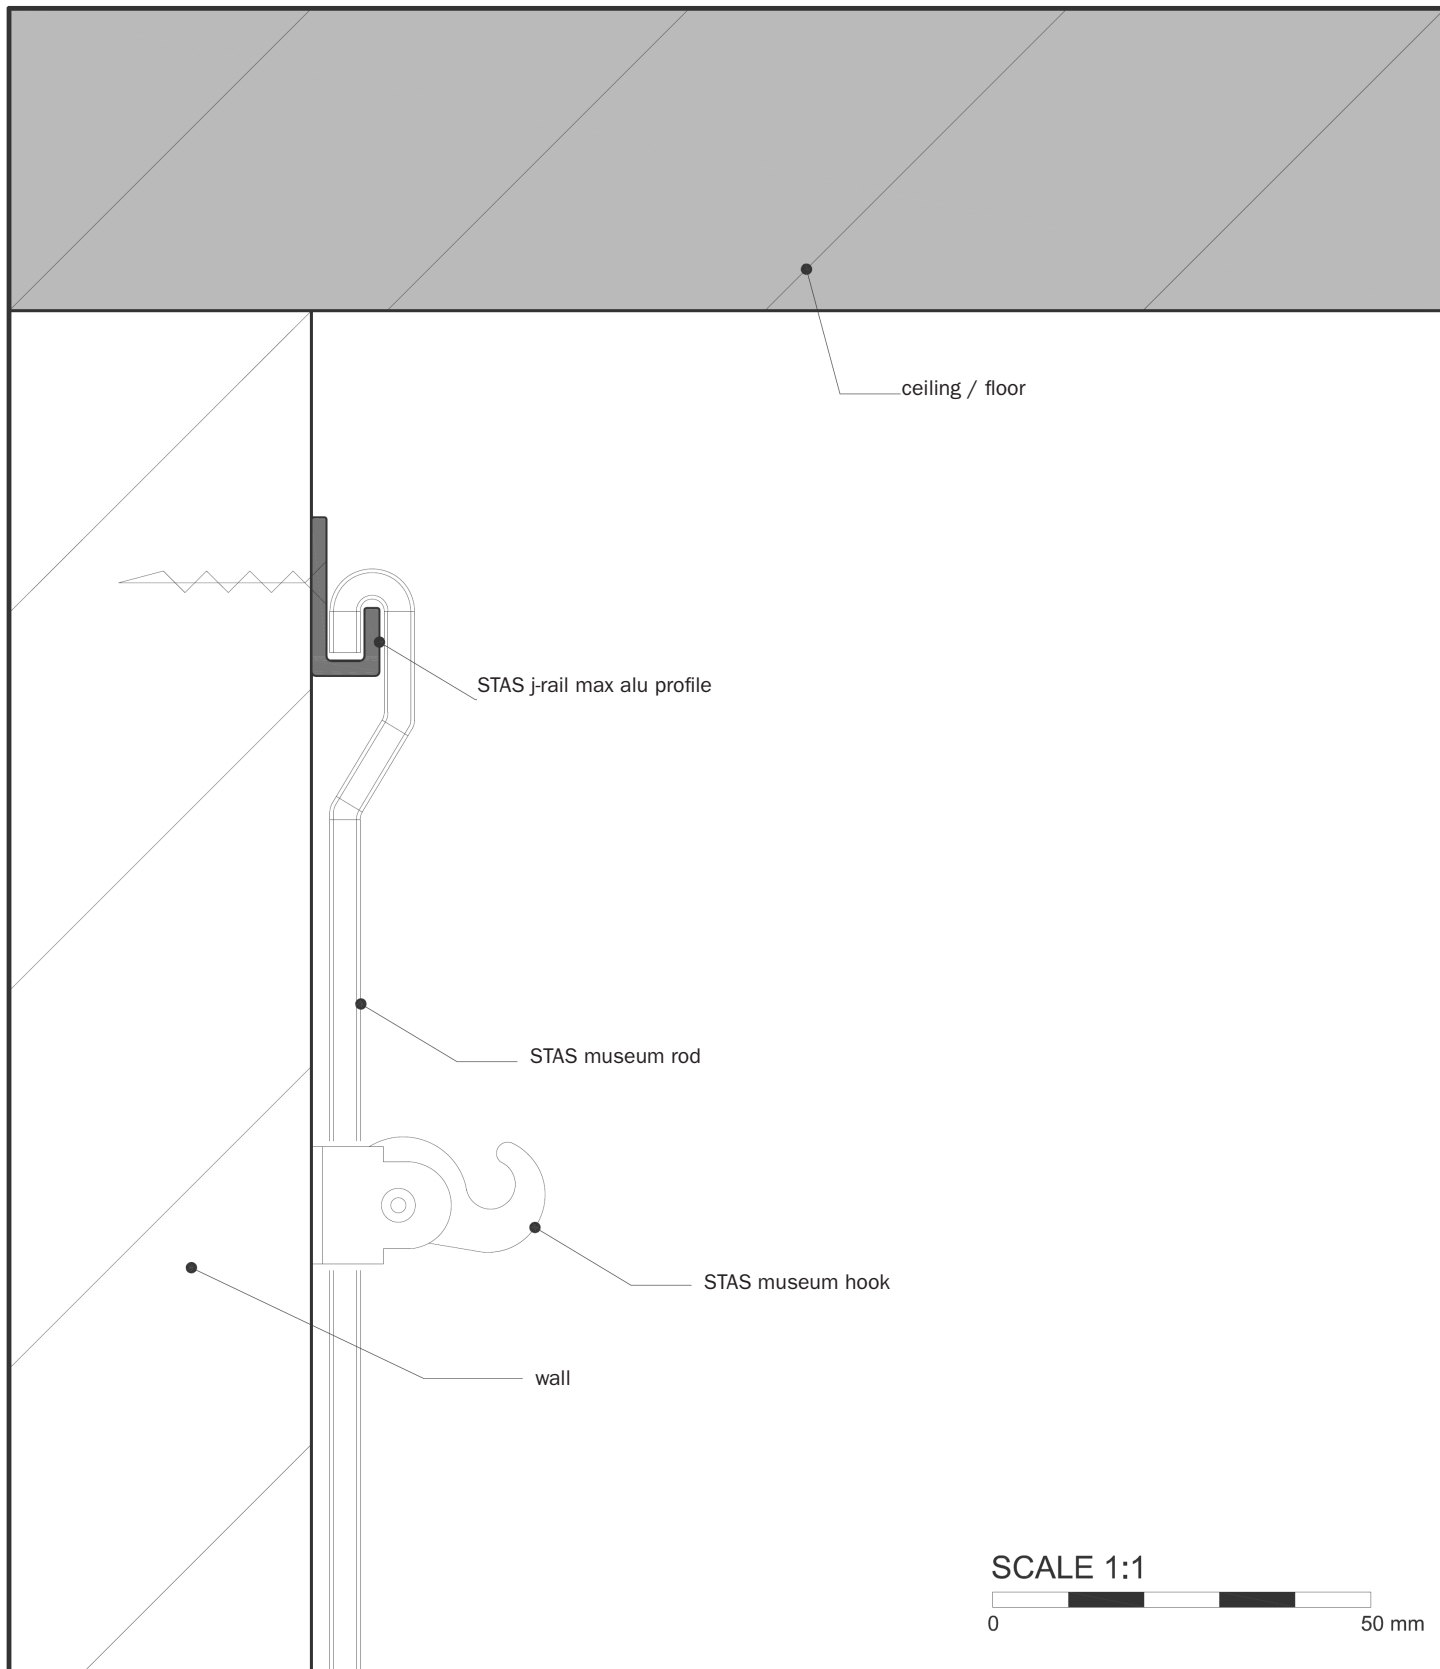 ceiling / floor
STAS j-rail max alu profile
STAS museum rod
STAS museum hook
wall
SCALE 1:1
0 50 mm